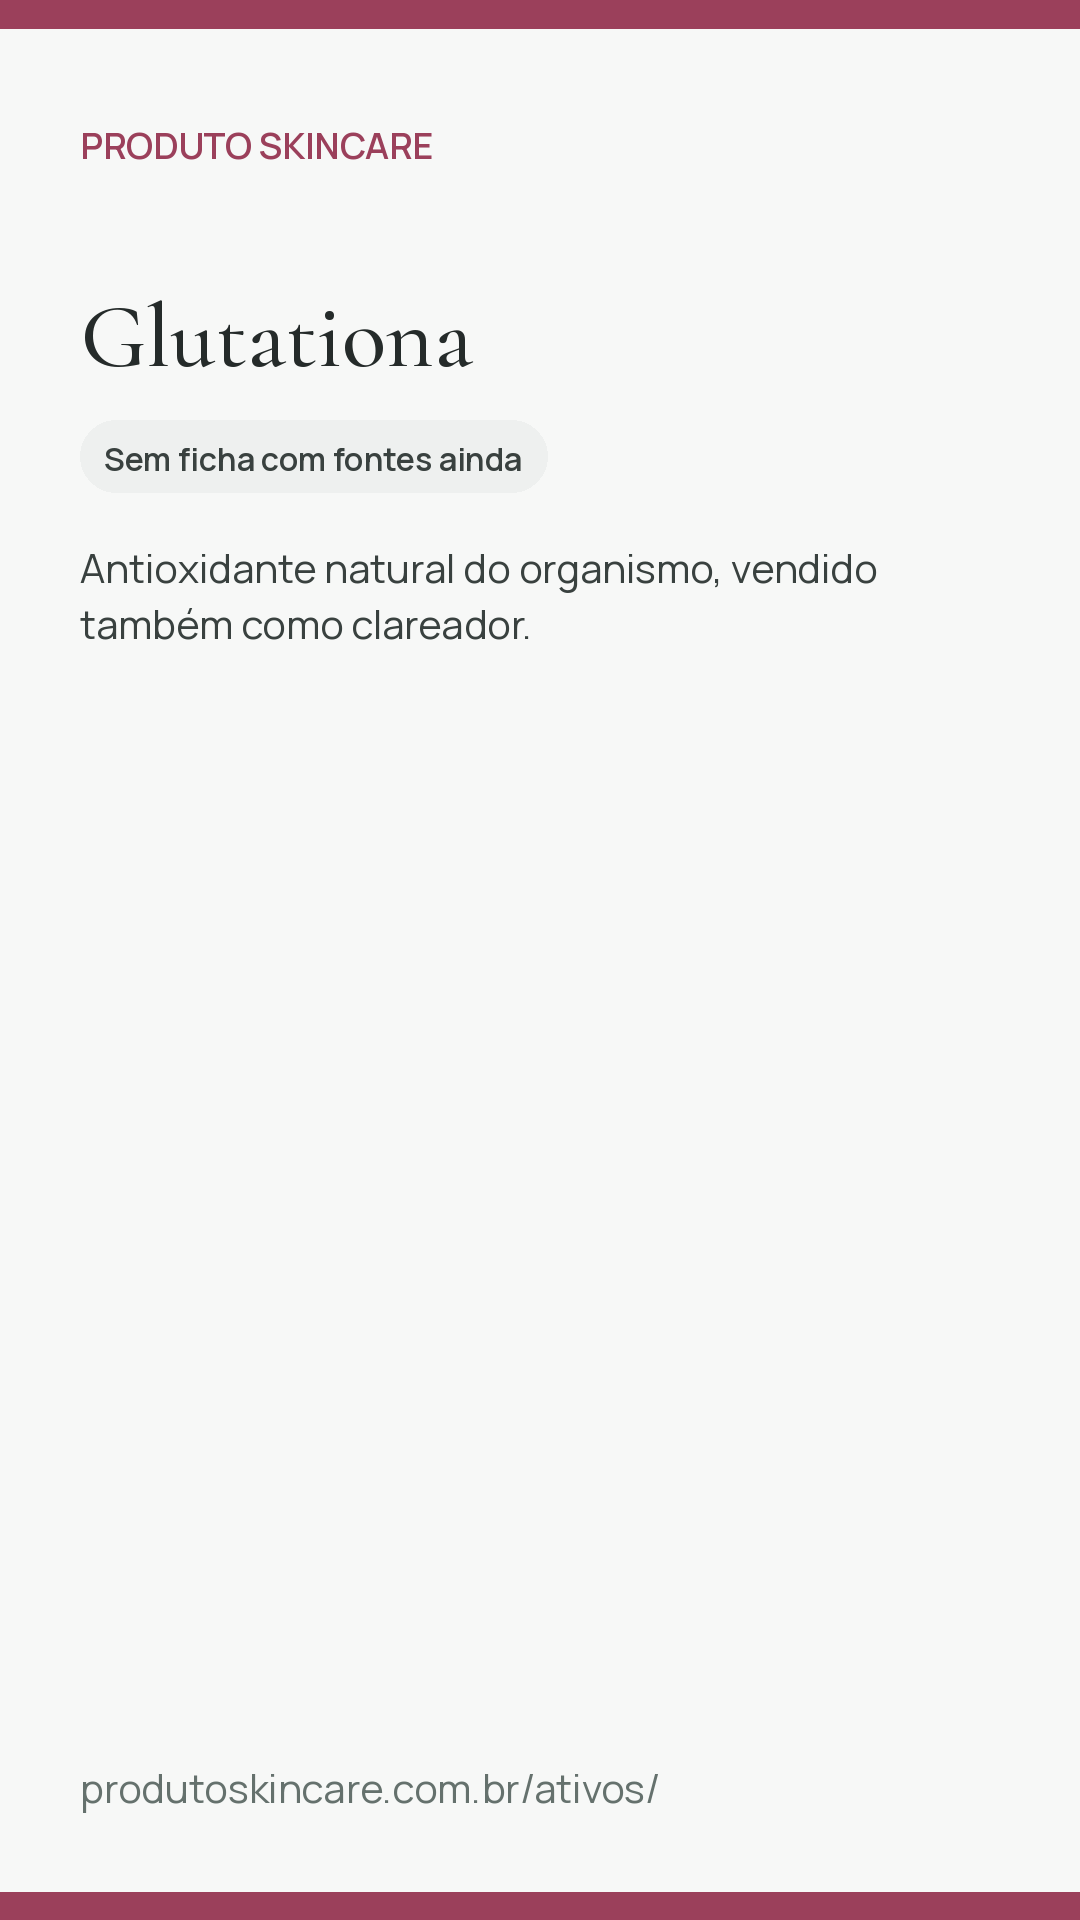 PRODUTO SKINCARE
Glutationa
Sem ficha com fontes ainda
Antioxidante natural do organismo, vendido
também como clareador.
produtoskincare.com.br/ativos/